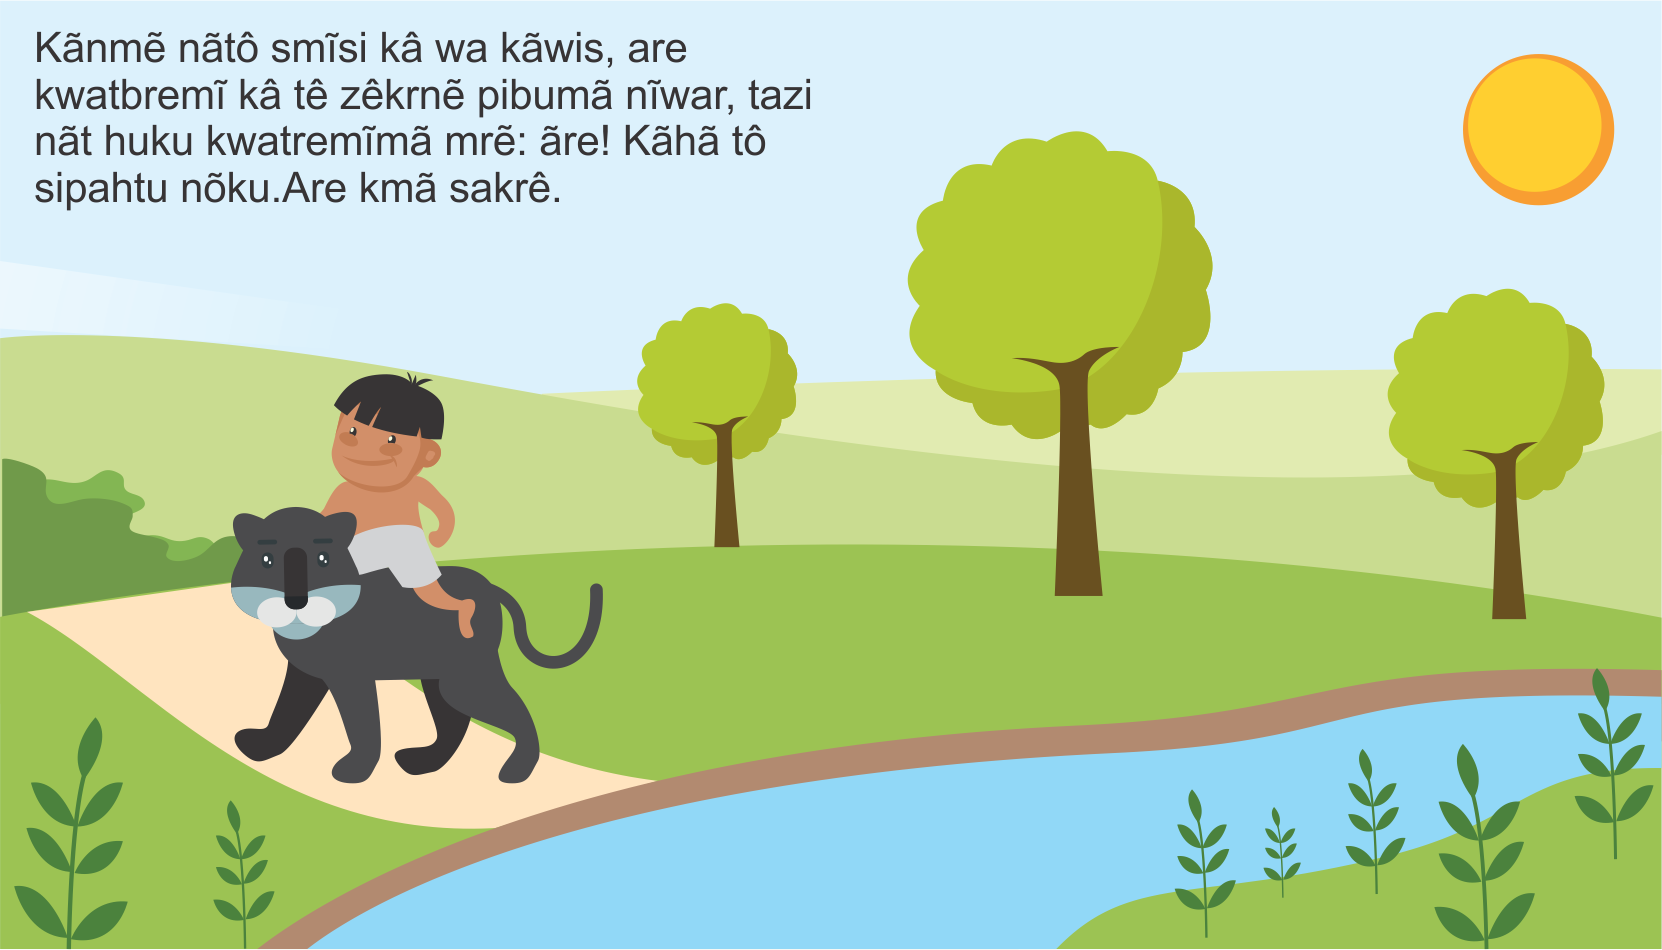 Kãnmẽ nãtô smĩsi kâ wa kãwis, are
kwatbremĩ kâ tê zêkrnẽ pibumã nĩwar, tazi
nãt huku kwatremĩmã mrẽ: ãre! Kãhã tô
sipahtu nõku.Are kmã sakrê.